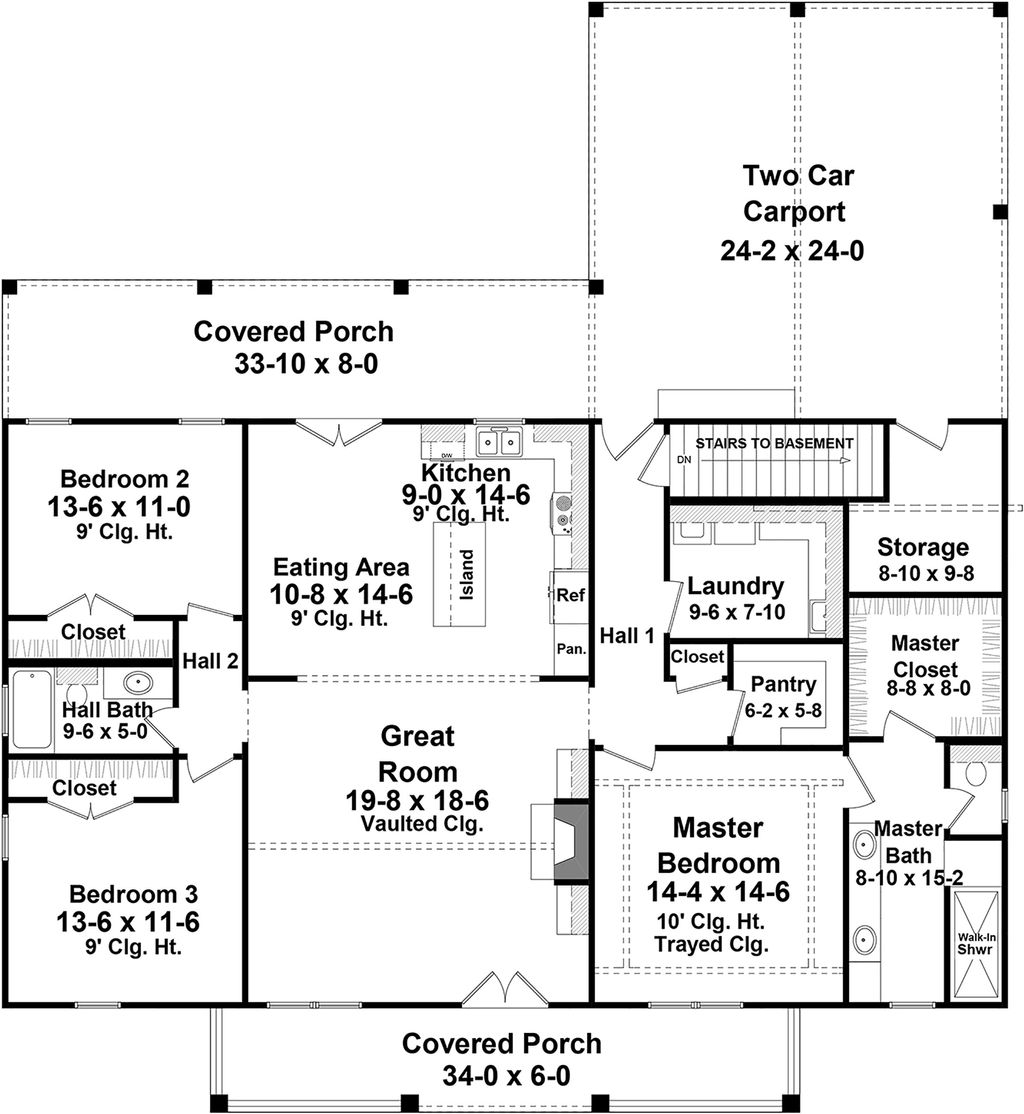 Two Car
Carport
24-2 x 24-0
Covered Porch
33-10 x 8-0
STAIRS TO BASEMENT
DN
D/W
Kitchen
9-0 x 14-6
9' Clg. Ht.
Bedroom 2
13-6 x 11-0
9' Clg. Ht.
Eating Area
10-8 x 14-6
9' Clg. Ht.
Island
Ref
Pan.
Laundry
9-6 x 7-10
Storage
8-10 x 9-8
Closet
Hall 2
Hall 1
Closet
Master
Closet
8-8 x 8-0
Pantry
6-2 x 5-8
Hall Bath
9-6 x 5-0
Closet
Great
Room
19-8 x 18-6
Vaulted Clg.
Master
Bedroom
14-4 x 14-6
10' Clg. Ht.
Trayed Clg.
Master
Bath
8-10 x 15-2
Bedroom 3
13-6 x 11-6
9' Clg. Ht.
Walk-In
Shwr
Covered Porch
34-0 x 6-0